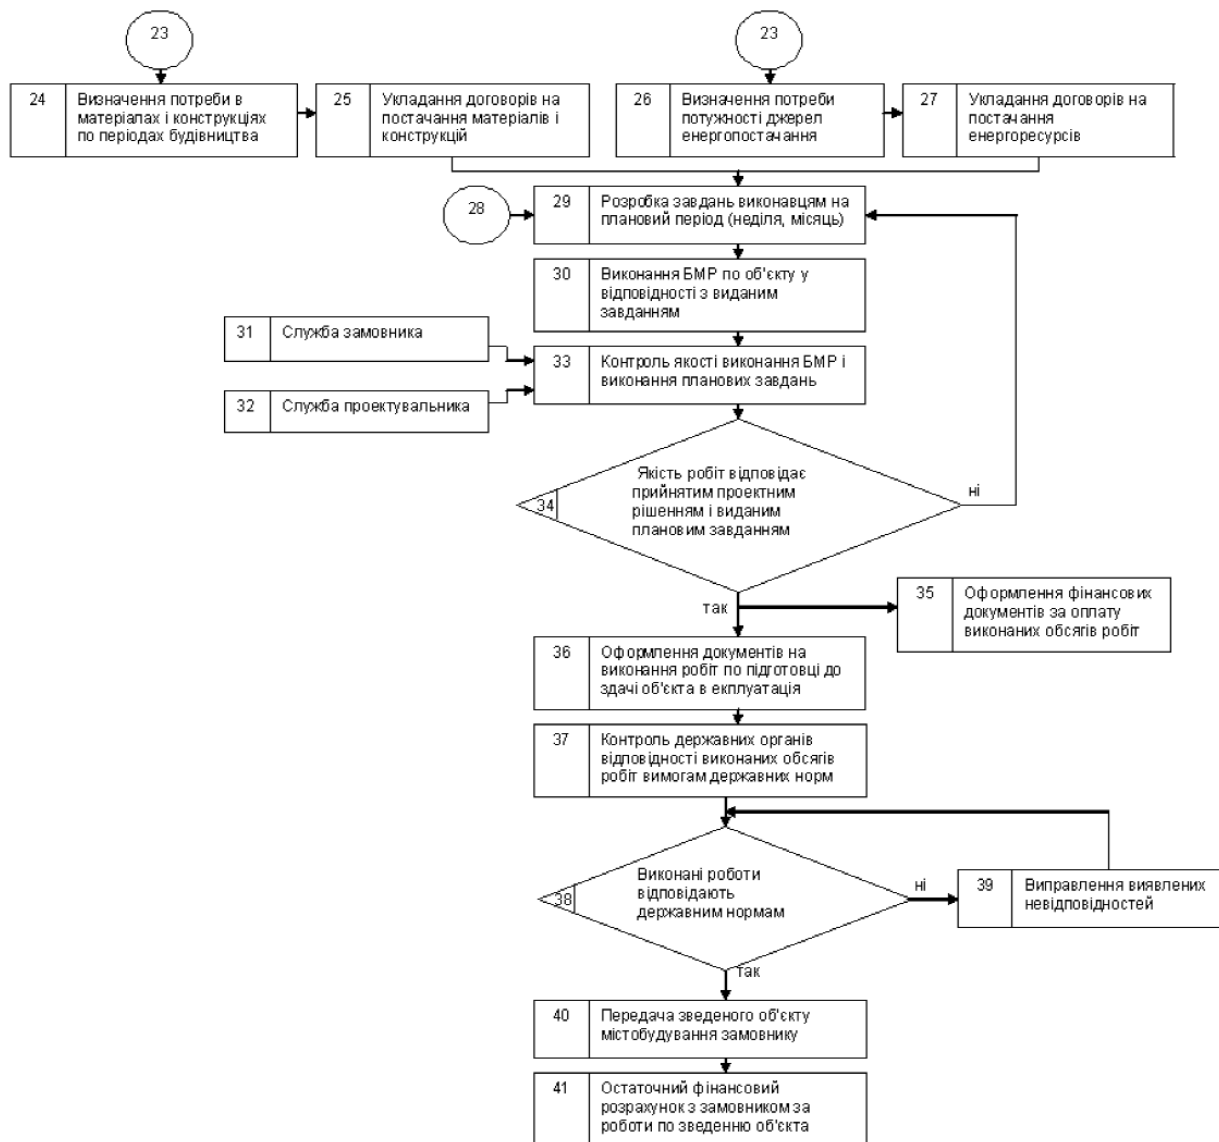 23
23
24
Визначення потреби в
матеріалах і конструкціях
по періодах будівництва
25
Укладання договорів на
постачання матеріалів і
конструкцій
26
Визначення потреби
потужності джерел
енергопостачання
27
Укладання договорів на
постачання
енергоресурсів
28
29
Розробка завдань виконавцям на
плановий період (неділя, місяць)
30
Виконання БМР по об'єкту у
відповідності з виданим
завданням
31
Служба замовника
33
Контроль якості виконання БМР і
виконання планових завдань
32
Служба проектувальника
34
Якість робіт відповідає
прийнятим проектним
рішенням і виданим
плановим завданням
ні
так
35
Оформлення фінансових
документів за оплату
виконаних обсягів робіт
36
Оформлення документів на
виконання робіт по підготовці до
здачі об'єкта в експлуатація
37
Контроль державних органів
відповідності виконаних обсягів
робіт вимогам державних норм
38
Виконані роботи
відповідають
державним нормам
ні
39
Виправлення виявлених
невідповідностей
так
40
Передача зведеного об'єкту
містобудування замовнику
41
Остаточний фінансовий
розрахунок з замовником за
роботи по зведенню об'єкта